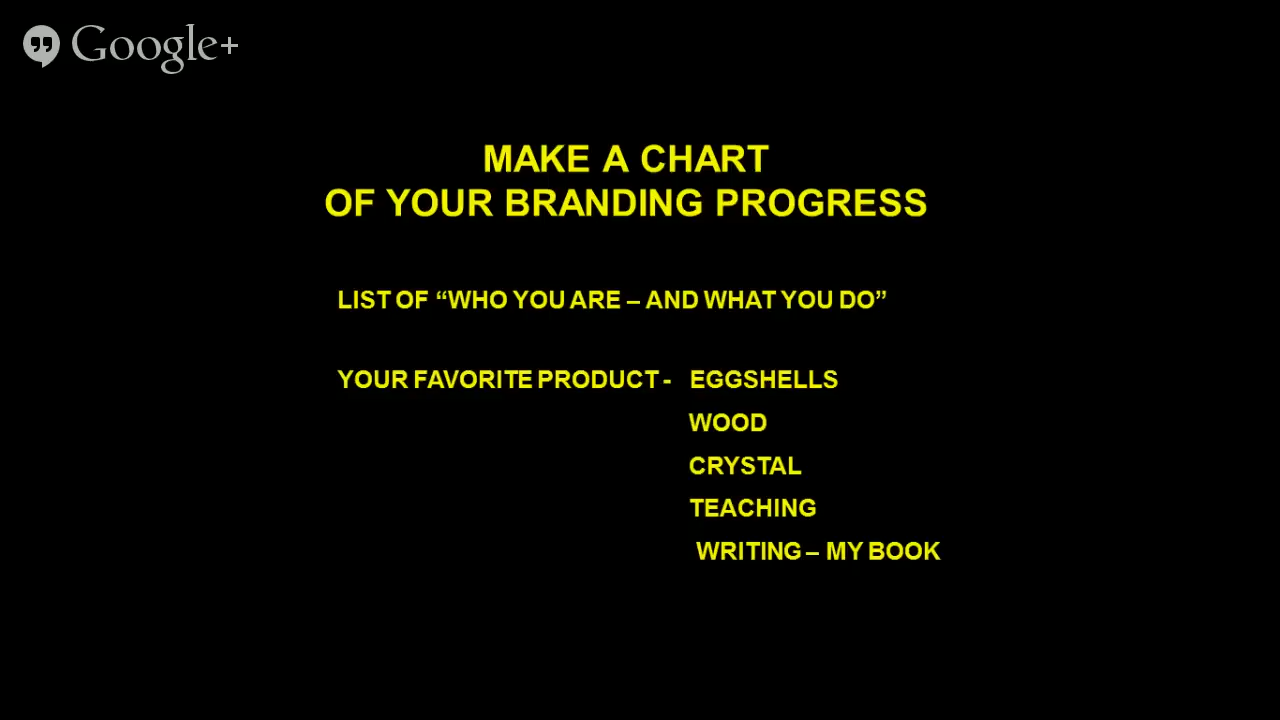 Google+
MAKE A CHART
OF YOUR BRANDING PROGRESS
LIST OF “WHO YOU ARE – AND WHAT YOU DO”
YOUR FAVORITE PRODUCT - EGGSHELLS
WOOD
CRYSTAL
TEACHING
WRITING – MY BOOK